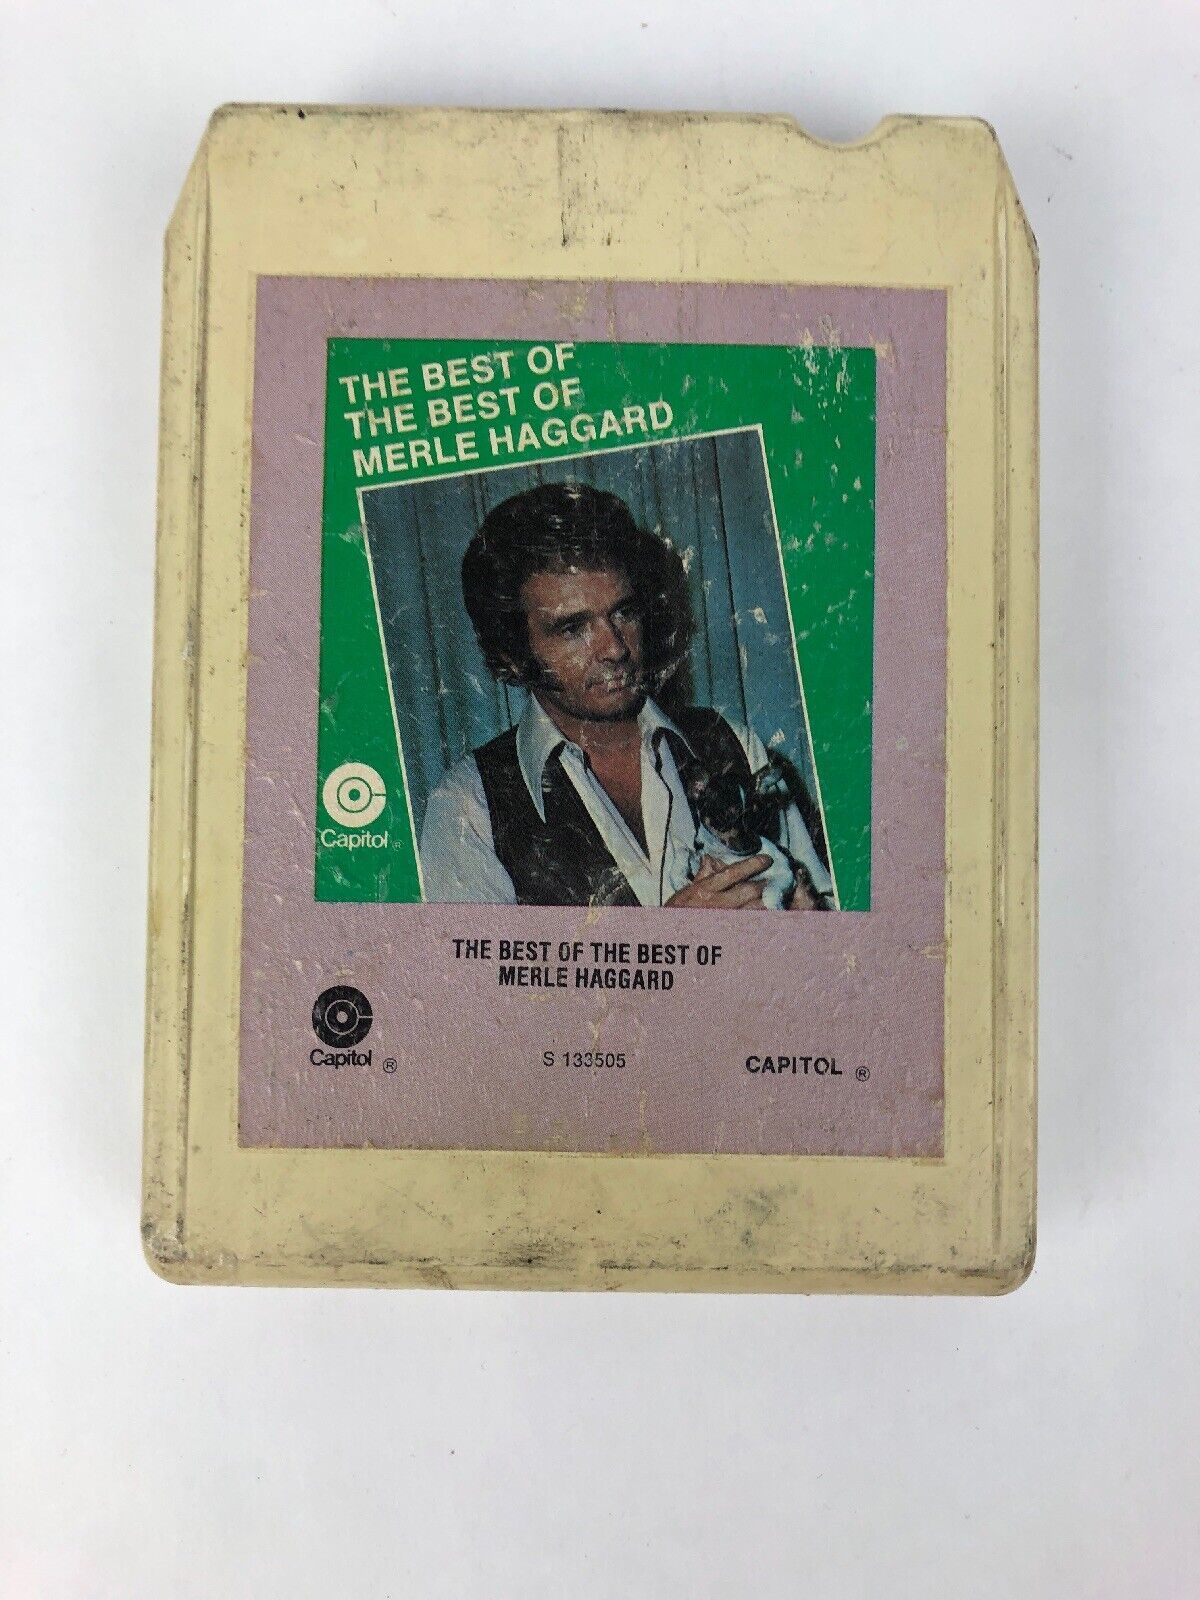 THE BEST OF
THE BEST OF
MERLE HAGGARD
Capitol ®
THE BEST OF THE BEST OF
MERLE HAGGARD
Capitol ®
S 133505
CAPITOL ®